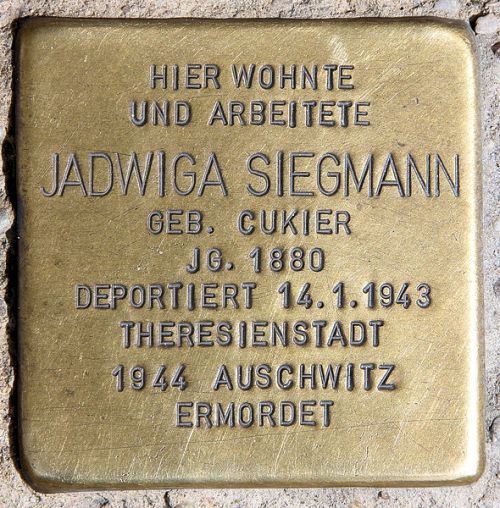 HIER WOHNTE
UND ARBEITETE
JADWIGA SIEGMANN
GEB. CUKIER
JG. 1880
DEPORTIERT 14.1.1943
THERESIENSTADT
1944 AUSCHWITZ
ERMORDET